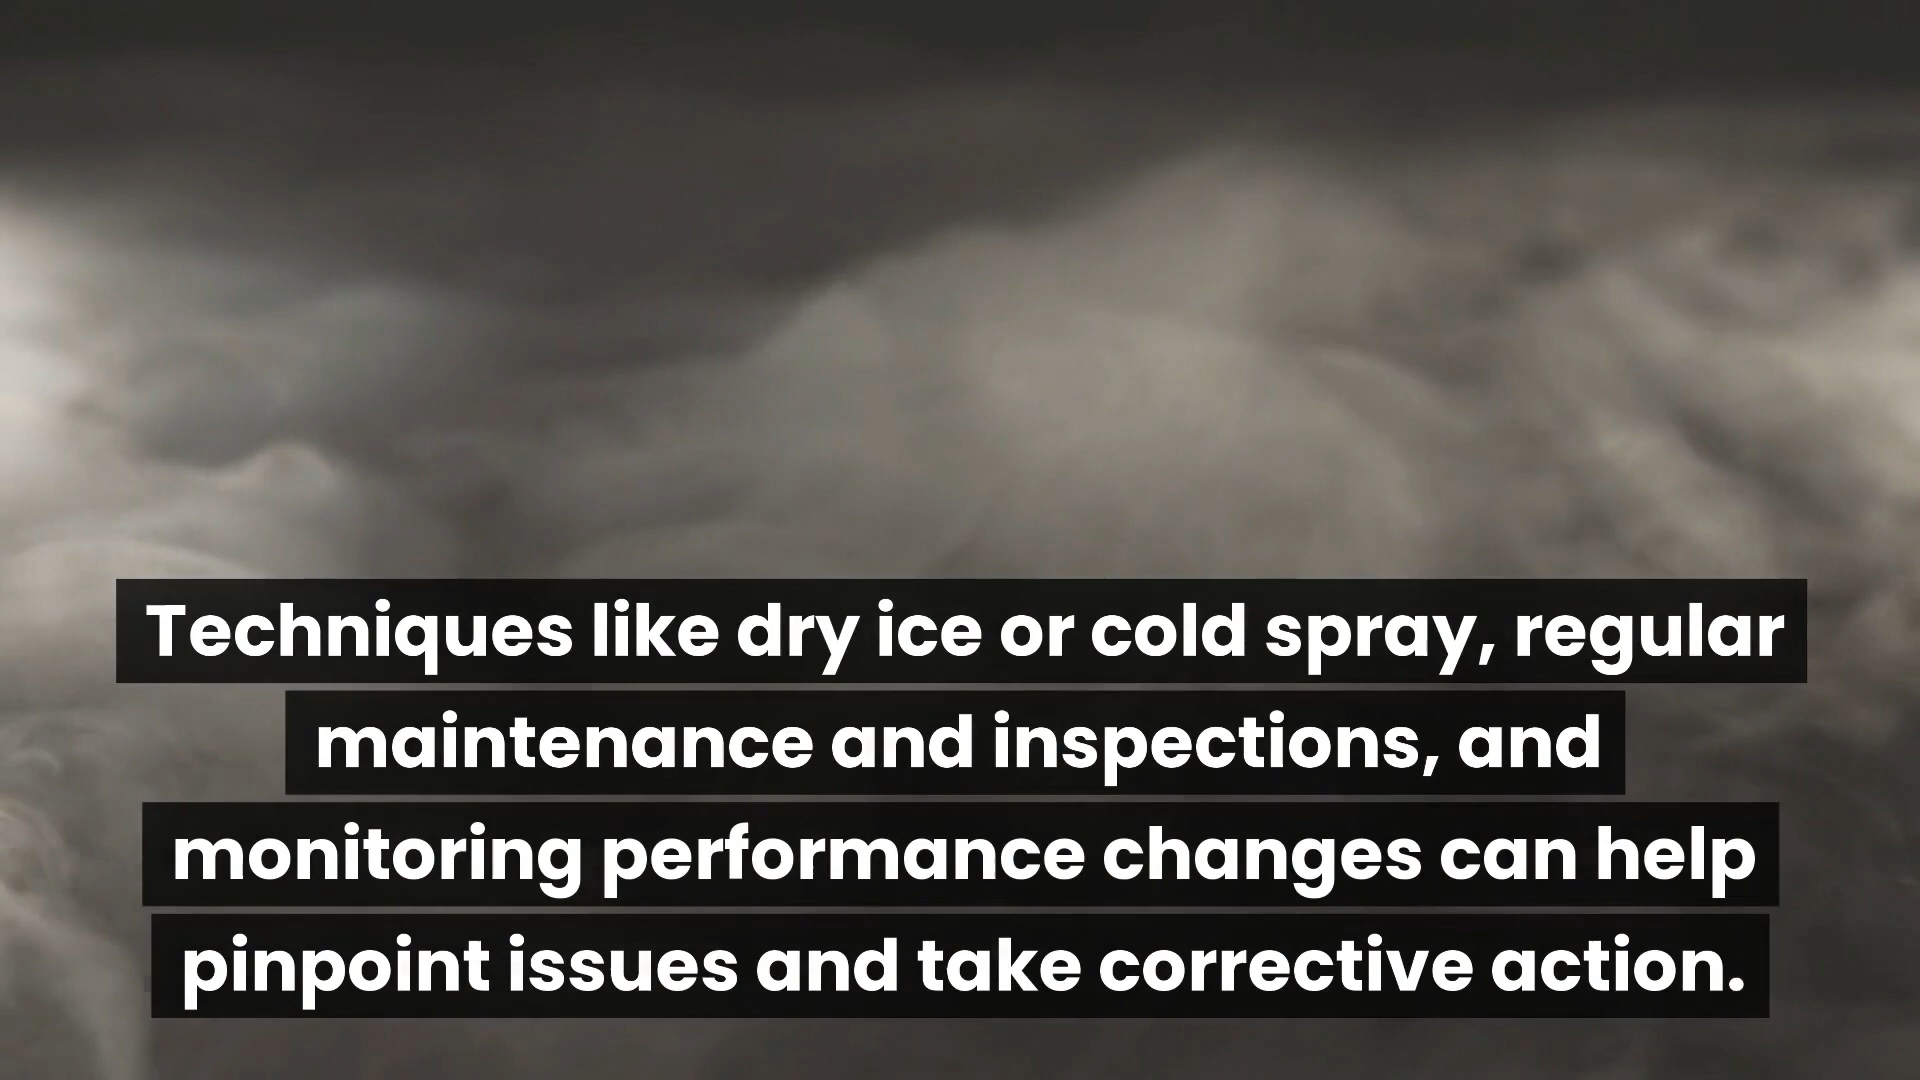 Techniques like dry ice or cold spray, regular
maintenance and inspections, and
monitoring performance changes can help
pinpoint issues and take corrective action.